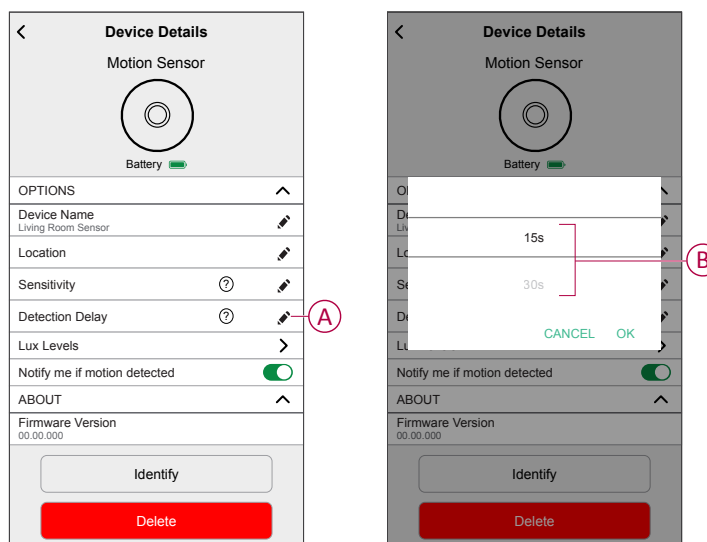 Device Details
Motion Sensor
Battery
OPTIONS
Device Name
Living Room Sensor
Location
Sensitivity ?
Detection Delay ?
A
Lux Levels
Notify me if motion detected
ABOUT
Firmware Version
00.00.000
Identify
Delete
Device Details
Motion Sensor
Battery
15s
30s
B
CANCEL OK
Notify me if motion detected
ABOUT
Firmware Version
00.00.000
Identify
Delete